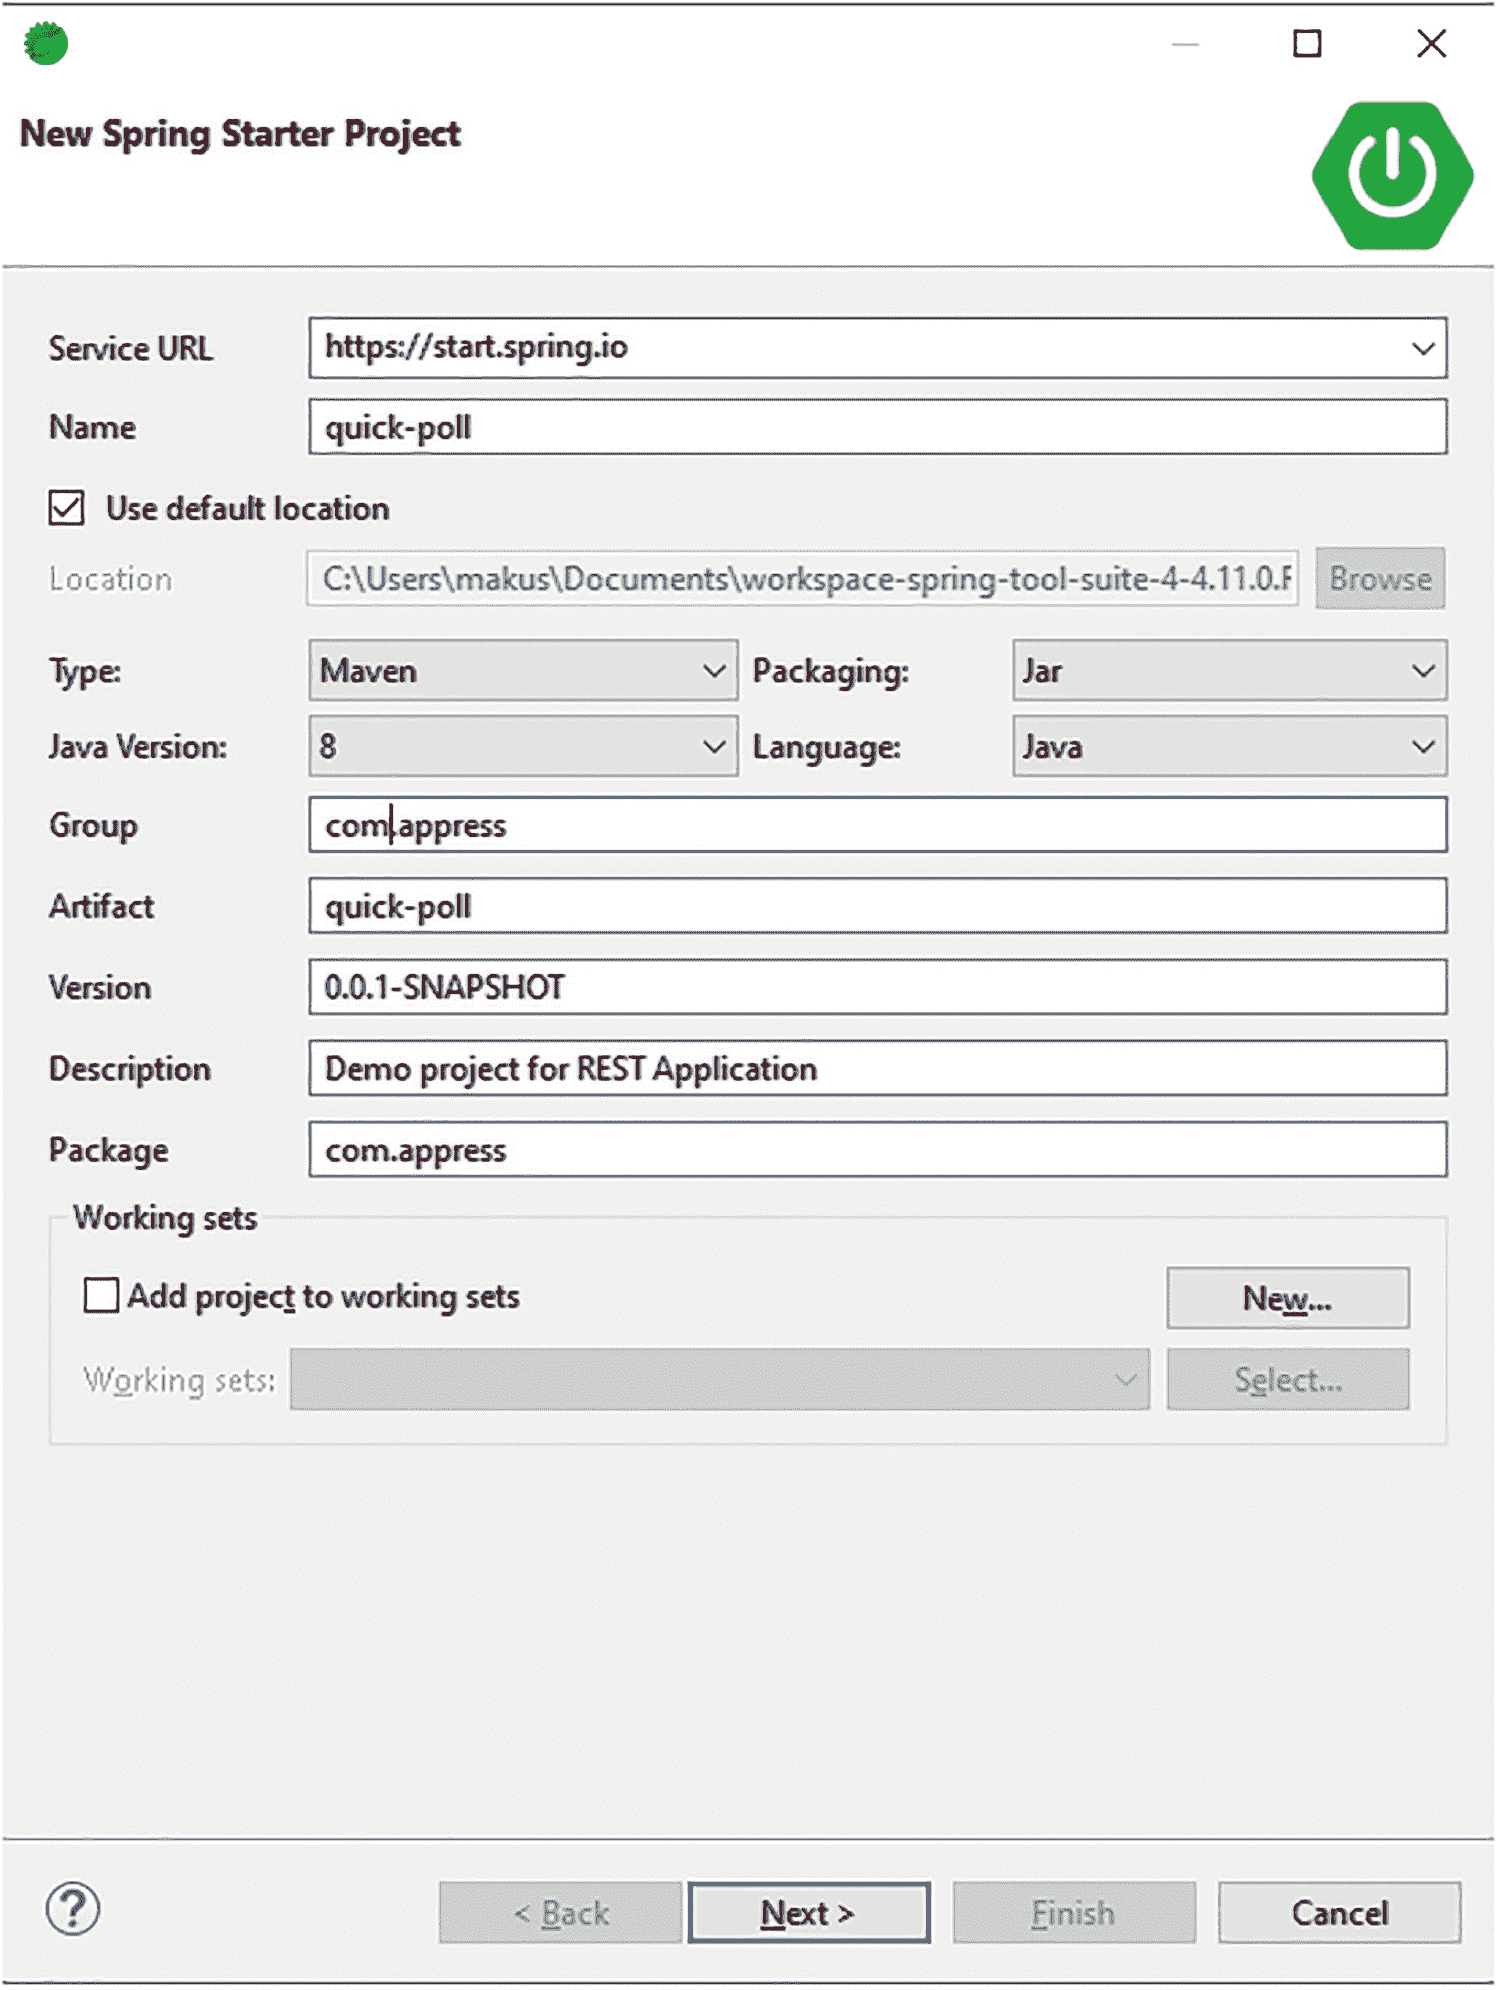 New Spring Starter Project
Service URL https://start.spring.io
Name quick-poll
Use default location
Location C:\Users\makus\Documents\workspace-spring-tool-suite-4-4.11.0.F Browse
Type: Maven Packaging: Jar
Java Version: 8 Language: Java
Group com.appress
Artifact quick-poll
Version 0.0.1-SNAPSHOT
Description Demo project for REST Application
Package com.appress
Working sets
Add project to working sets New...
Working sets: Select...
? < Back Next > Finish Cancel